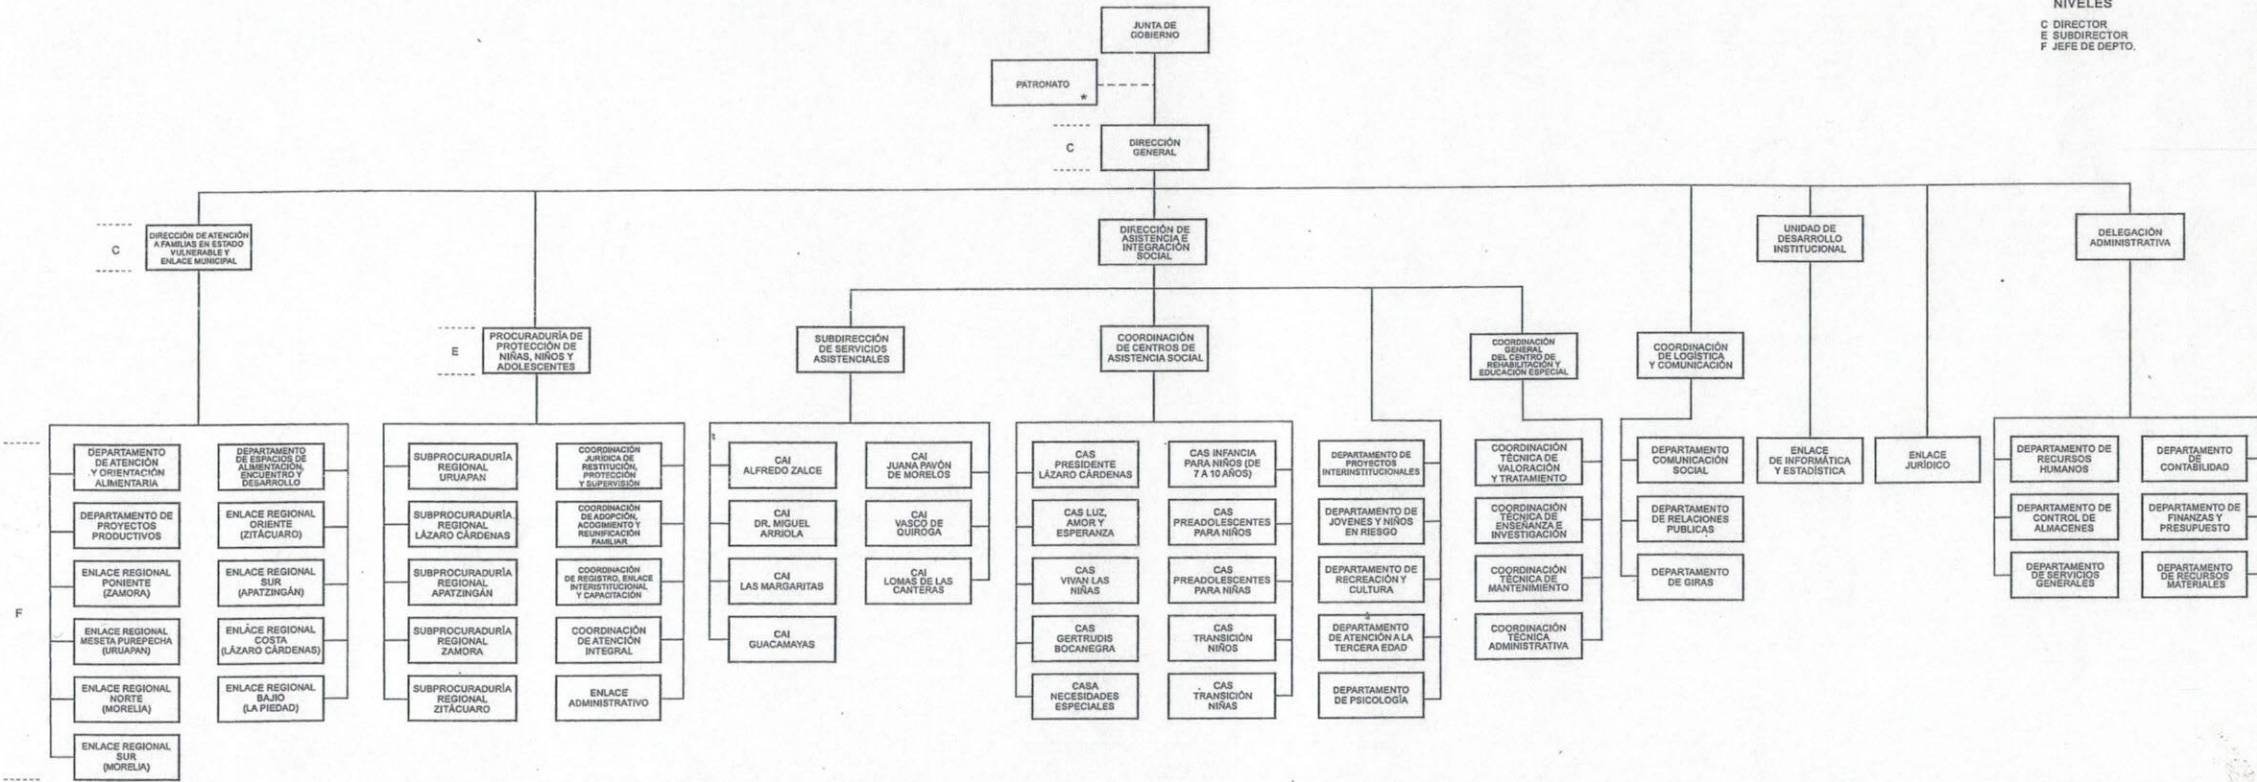 NIVELES
C DIRECTOR
E SUBDIRECTOR
F JEFE DE DEPTO.
JUNTA DE
GOBIERNO
PATRONATO
*
C
DIRECCIÓN
GENERAL
C
DIRECCIÓN DE ATENCIÓN
A FAMILIAS EN ESTADO
VULNERABLE Y
ENLACE MUNICIPAL
DIRECCIÓN DE
ASISTENCIA E
INTEGRACIÓN
SOCIAL
UNIDAD DE
DESARROLLO
INSTITUCIONAL
DELEGACIÓN
ADMINISTRATIVA
E
PROCURADURÍA DE
PROTECCIÓN DE
NIÑAS, NIÑOS Y
ADOLESCENTES
SUBDIRECCIÓN
DE SERVICIOS
ASISTENCIALES
COORDINACIÓN
DE CENTROS DE
ASISTENCIA SOCIAL
COORDINACIÓN
GENERAL
DEL CENTRO DE
REHABILITACIÓN Y
EDUCACIÓN ESPECIAL
COORDINACIÓN
DE LOGÍSTICA
Y COMUNICACIÓN
F
DEPARTAMENTO
DE ATENCIÓN
Y ORIENTACIÓN
ALIMENTARIA
DEPARTAMENTO DE
PROYECTOS
PRODUCTIVOS
ENLACE REGIONAL
PONIENTE
(ZAMORA)
ENLACE REGIONAL
MESETA PUREPECHA
(URUAPAN)
ENLACE REGIONAL
NORTE
(MORELIA)
ENLACE REGIONAL
SUR
(MORELIA)
DEPARTAMENTO
DE ESPACIOS DE
ALIMENTACIÓN,
ENCUENTRO Y
DESARROLLO
ENLACE REGIONAL
ORIENTE
(ZITÁCUARO)
ENLACE REGIONAL
SUR
(APATZINGÁN)
ENLACE REGIONAL
COSTA
(LÁZARO CÁRDENAS)
ENLACE REGIONAL
BAJIO
(LA PIEDAD)
SUBPROCURADURÍA
REGIONAL
URUAPAN
SUBPROCURADURÍA
REGIONAL
LÁZARO CÁRDENAS
SUBPROCURADURÍA
REGIONAL
APATZINGÁN
SUBPROCURADURÍA
REGIONAL
ZAMORA
SUBPROCURADURÍA
REGIONAL
ZITÁCUARO
COORDINACIÓN
JURÍDICA DE
RESTITUCIÓN,
PROTECCIÓN
Y SUPERVISIÓN
COORDINACIÓN
DE ADOPCIÓN,
ACOGIMIENTO Y
REUNIFICACIÓN
FAMILIAR
COORDINACIÓN
DE REGISTRO, ENLACE
INTERISTITUCIONAL
Y CAPACITACIÓN
COORDINACIÓN
DE ATENCIÓN
INTEGRAL
ENLACE
ADMINISTRATIVO
CAI
ALFREDO ZALCE
CAI
DR. MIGUEL
ARRIOLA
CAI
LAS MARGARITAS
CAI
GUACAMAYAS
CAI
JUANA PAVÓN
DE MORELOS
CAI
VASCO DE
QUIROGA
CAI
LOMAS DE LAS
CANTERAS
CAS
PRESIDENTE
LÁZARO CÁRDENAS
CAS LUZ,
AMOR Y
ESPERANZA
CAS
VIVAN LAS
NIÑAS
CAS
GERTRUDIS
BOCANEGRA
CASA
NECESIDADES
ESPECIALES
CAS INFANCIA
PARA NIÑOS (DE
7 A 10 AÑOS)
CAS
PREADOLESCENTES
PARA NIÑOS
CAS
PREADOLESCENTES
PARA NIÑAS
CAS
TRANSICIÓN
NIÑOS
CAS
TRANSICIÓN
NIÑAS
DEPARTAMENTO DE
PROYECTOS
INTERINSTITUCIONALES
DEPARTAMENTO DE
JOVENES Y NIÑOS
EN RIESGO
DEPARTAMENTO DE
RECREACIÓN Y
CULTURA
DEPARTAMENTO
DE ATENCIÓN A LA
TERCERA EDAD
DEPARTAMENTO
DE PSICOLOGÍA
COORDINACIÓN
TÉCNICA DE
VALORACIÓN
Y TRATAMIENTO
COORDINACIÓN
TÉCNICA DE
ENSEÑANZA E
INVESTIGACIÓN
COORDINACIÓN
TÉCNICA DE
MANTENIMIENTO
COORDINACIÓN
TÉCNICA
ADMINISTRATIVA
DEPARTAMENTO
COMUNICACIÓN
SOCIAL
DEPARTAMENTO
DE RELACIONES
PUBLICAS
DEPARTAMENTO
DE GIRAS
ENLACE
DE INFORMÁTICA
Y ESTADÍSTICA
ENLACE
JURÍDICO
DEPARTAMENTO DE
RECURSOS
HUMANOS
DEPARTAMENTO DE
CONTROL DE
ALMACENES
DEPARTAMENTO
DE SERVICIOS
GENERALES
DEPARTAMENTO
DE
CONTABILIDAD
DEPARTAMENTO DE
FINANZAS Y
PRESUPUESTO
DEPARTAMENTO
DE RECURSOS
MATERIALES